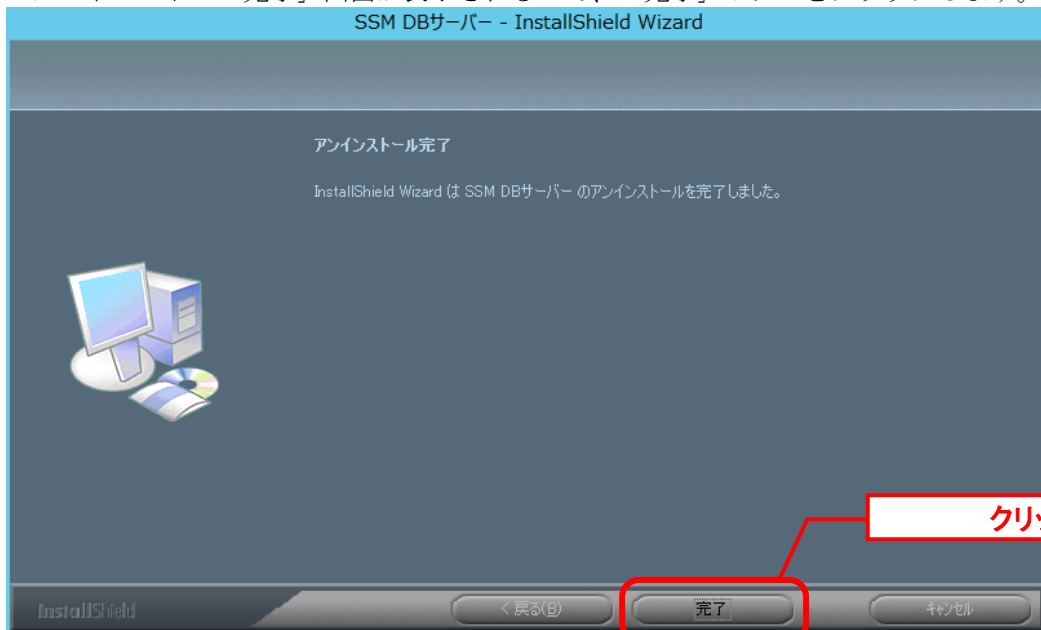 SSM DBサーバー - InstallShield Wizard
アンインストール完了
InstallShield Wizard は SSM DBサーバー のアンインストールを完了しました。
クリッ
InstallShield
< 戻る(B)
完了
キャンセル